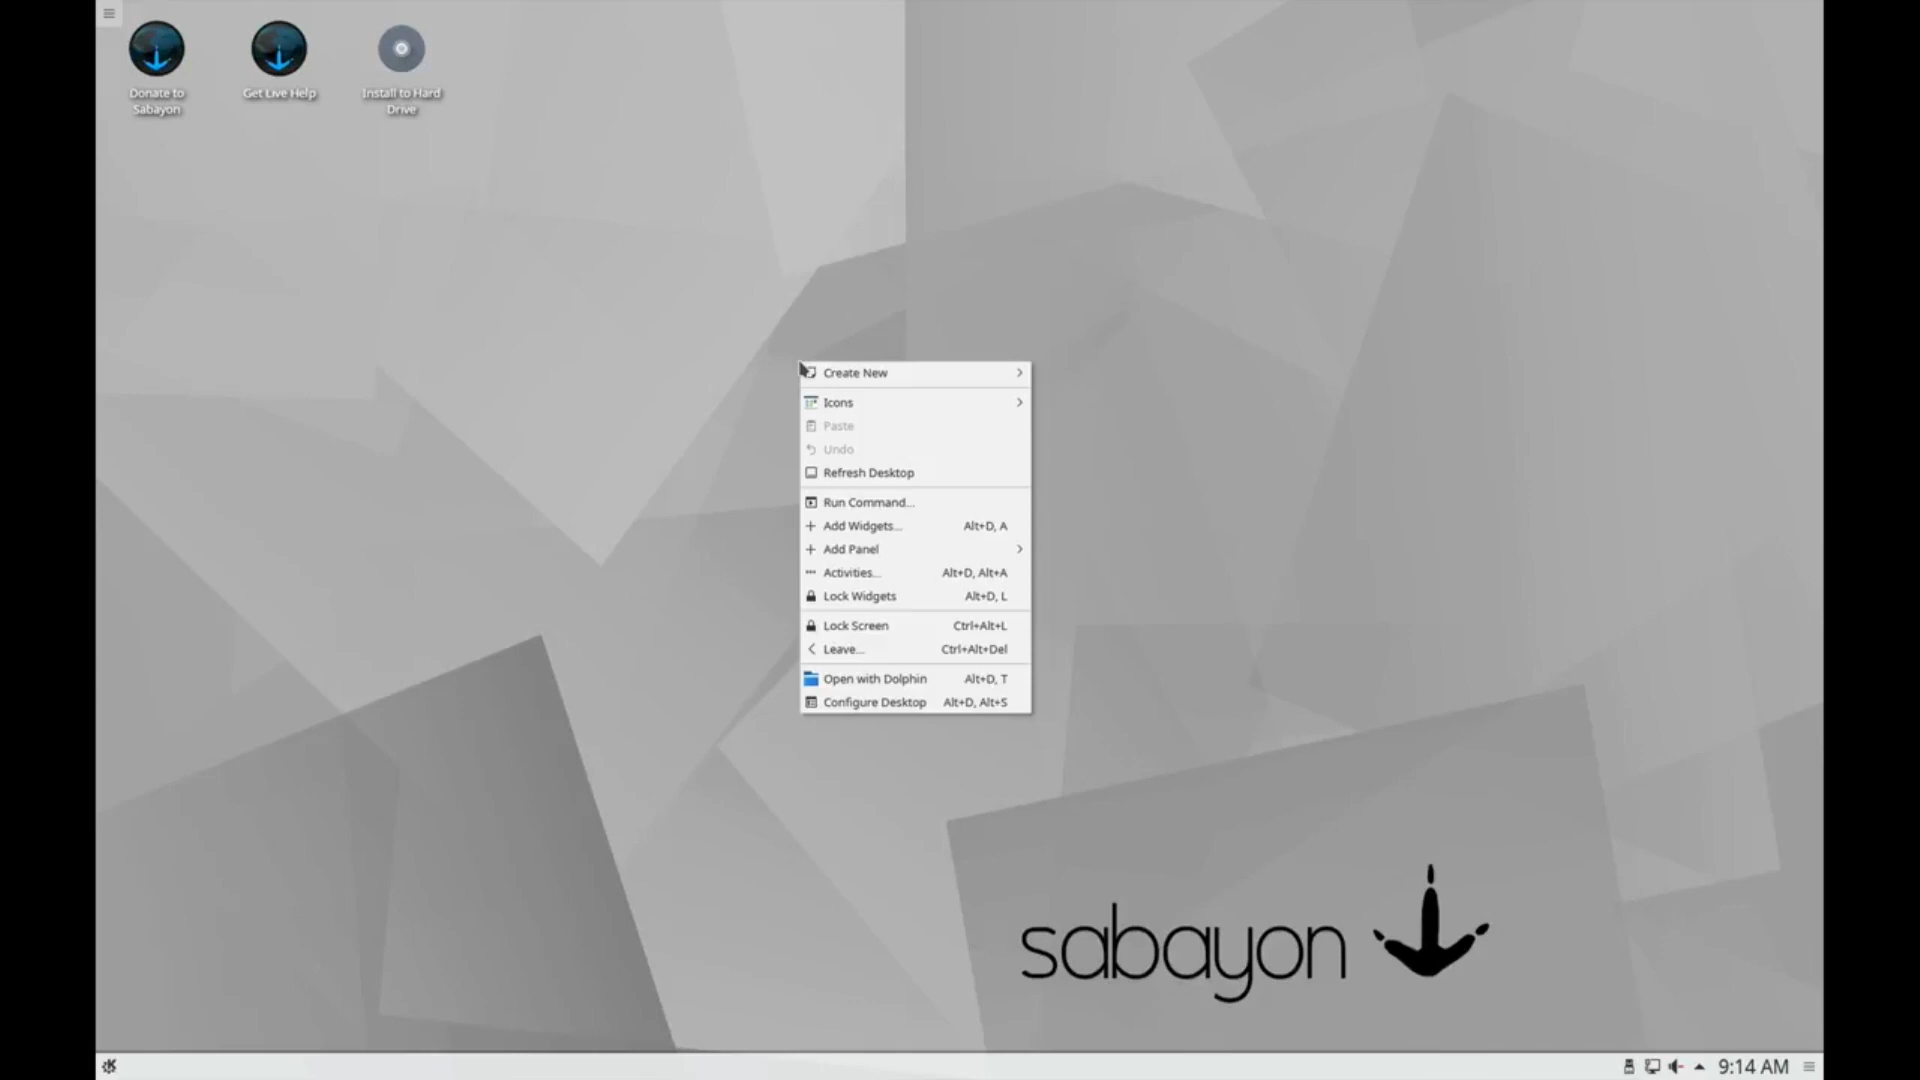 Donate to
Sabayon
Get Live Help
Install to Hard
Drive
Create New
Icons
Paste
Undo
Refresh Desktop
Run Command...
Add Widgets... Alt+D, A
Add Panel
Activities... Alt+D, Alt+A
Lock Widgets Alt+D, L
Lock Screen Ctrl+Alt+L
Leave... Ctrl+Alt+Del
Open with Dolphin Alt+D, T
Configure Desktop Alt+D, Alt+S
sabayon
9:14 AM